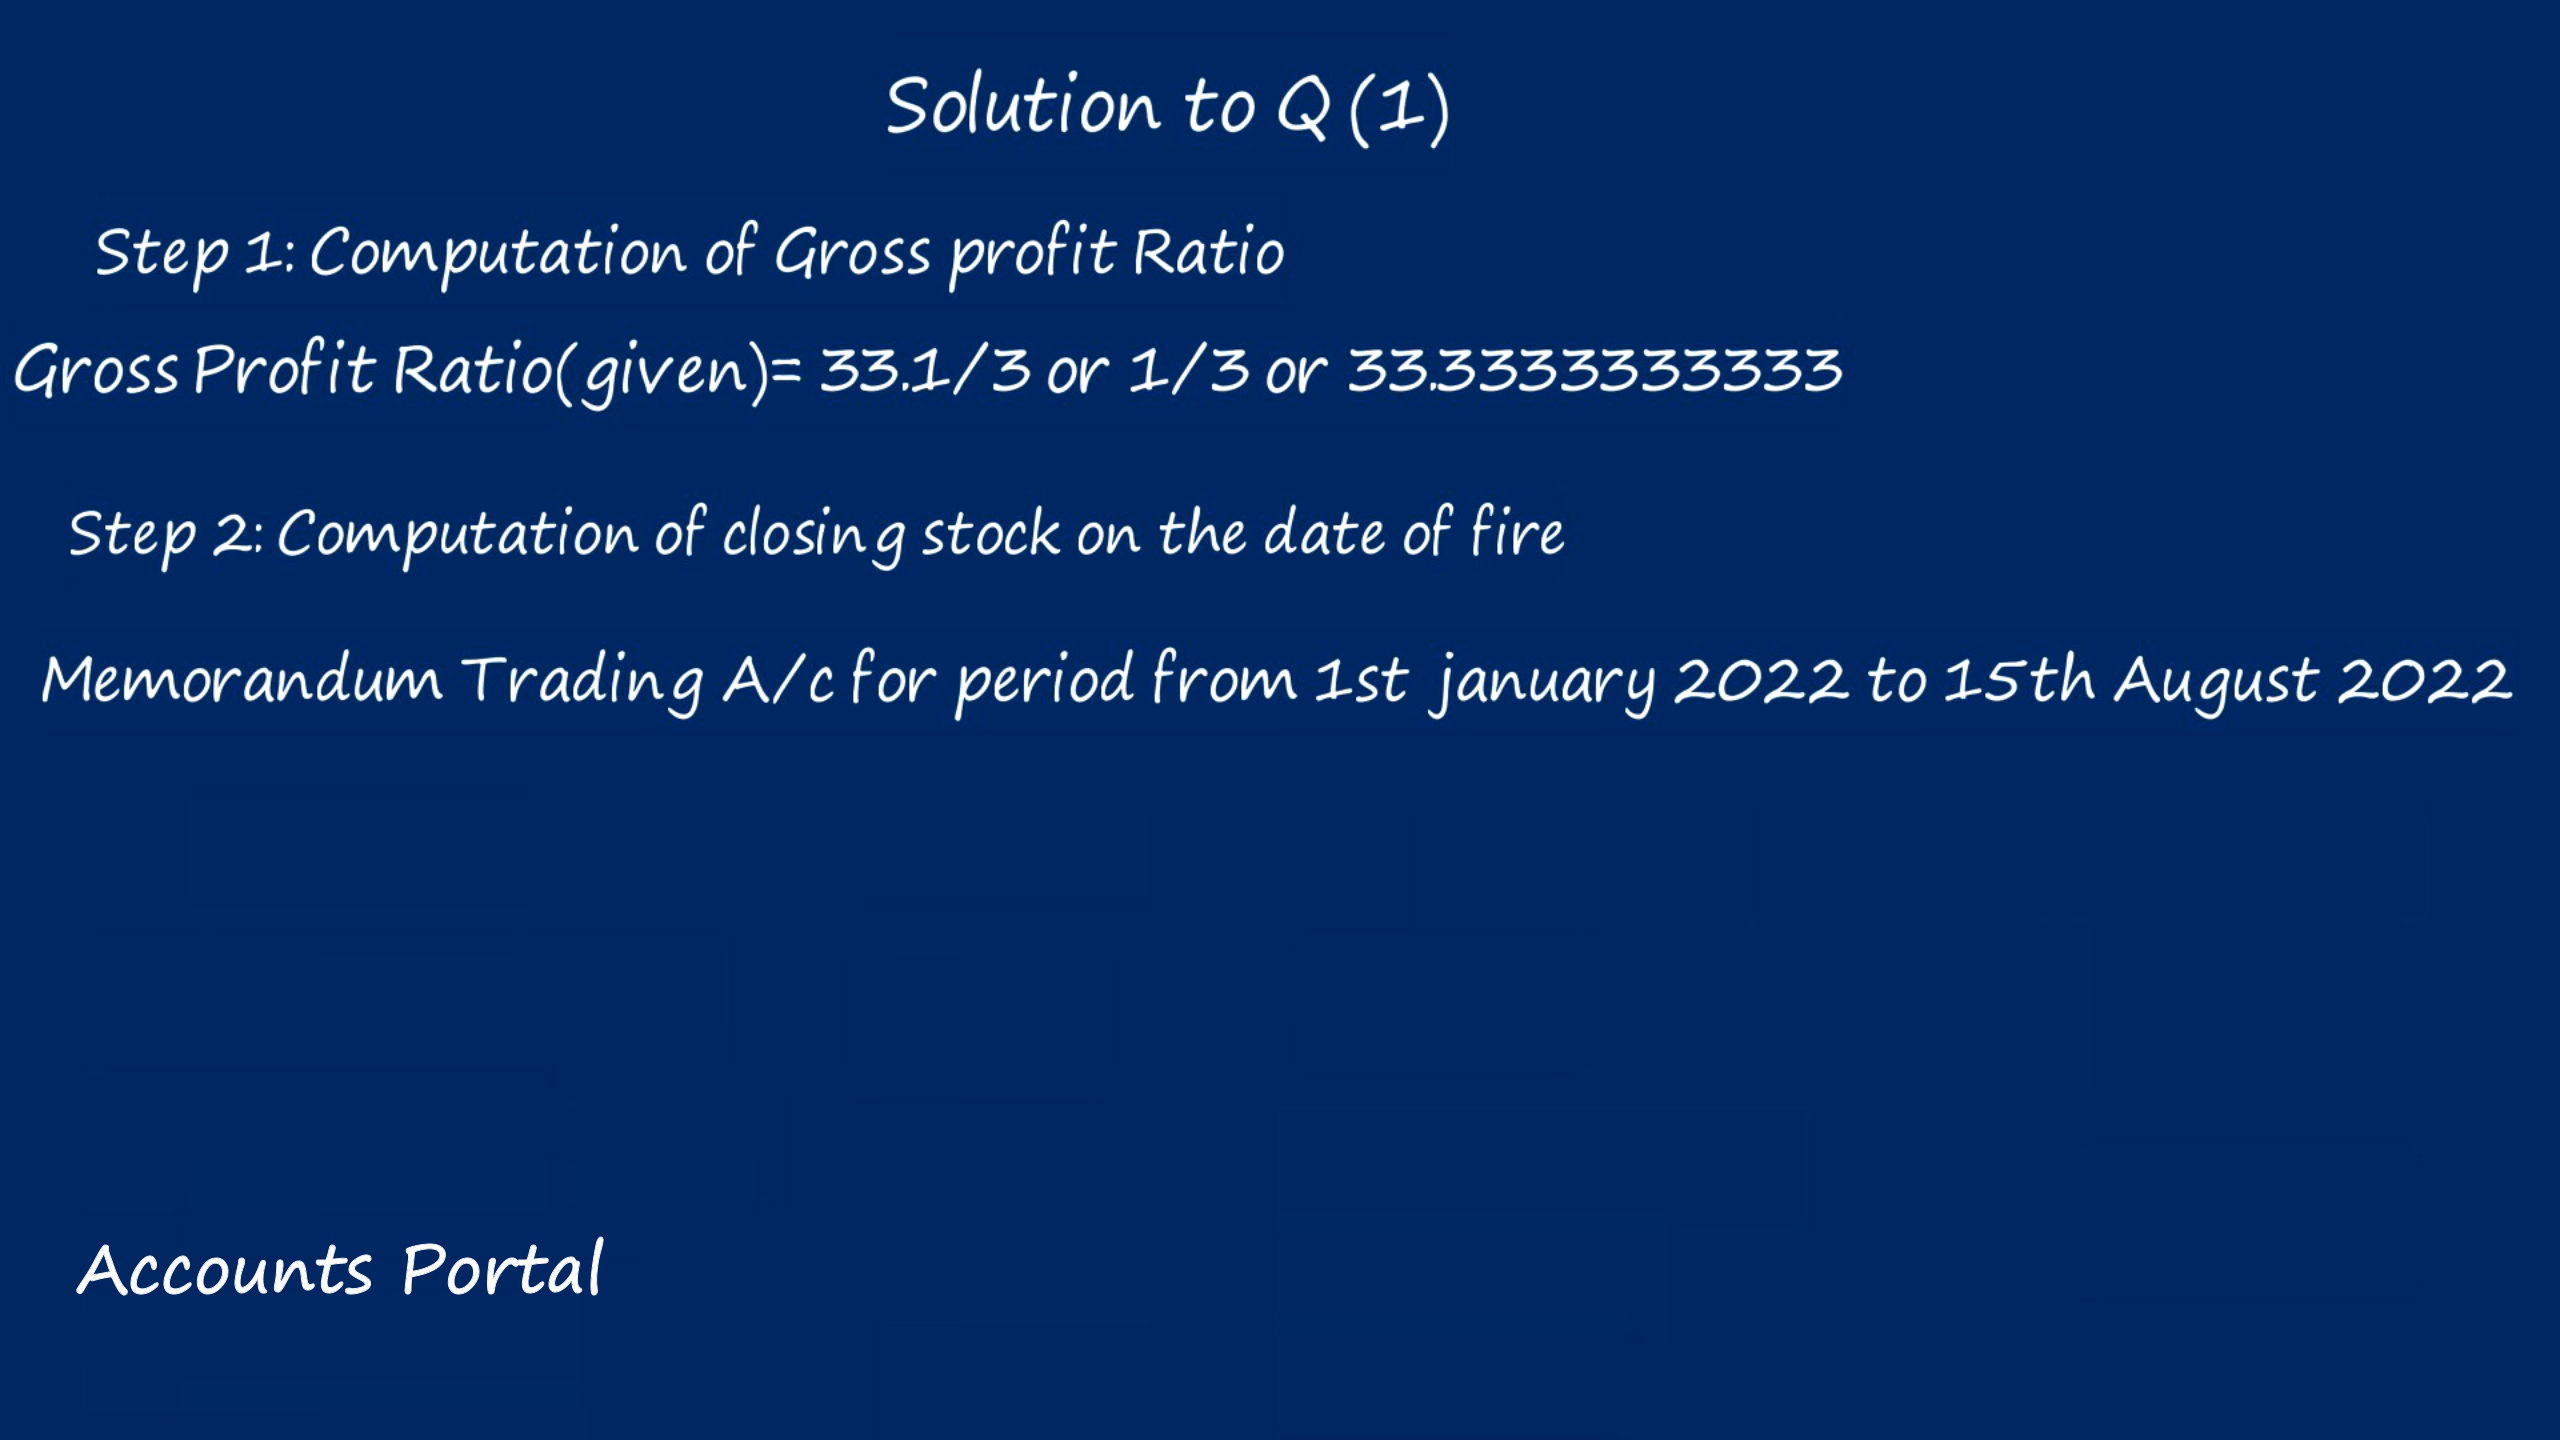 Solution to Q (1)
Step 1: Computation of Gross profit Ratio
Gross Profit Ratio(given)= 33.1/3 or 1/3 or 33.3333333333
Step 2: Computation of closing stock on the date of fire
Memorandum Trading A/c for period from 1st january 2022 to 15th August 2022
Accounts Portal